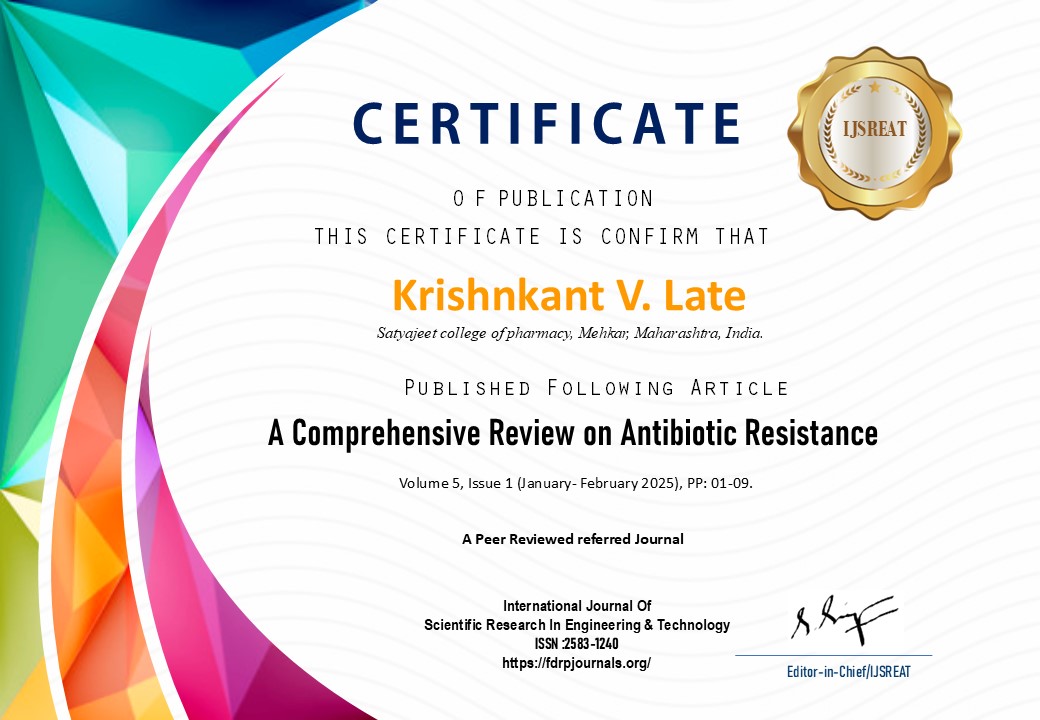 CERTIFICATE
IJSREAT
O F PUBLICATION
THIS CERTIFICATE IS CONFIRM THAT
Krishnkant V. Late
Satyajeet college of pharmacy, Mehkar, Maharashtra, India.
Published Following Article
A Comprehensive Review on Antibiotic Resistance
Volume 5, Issue 1 (January- February 2025), PP: 01-09.
A Peer Reviewed referred Journal
International Journal Of
Scientific Research In Engineering & Technology
ISSN :2583-1240
https://fdrpjournals.org/
Editor-in-Chief/IJSREAT